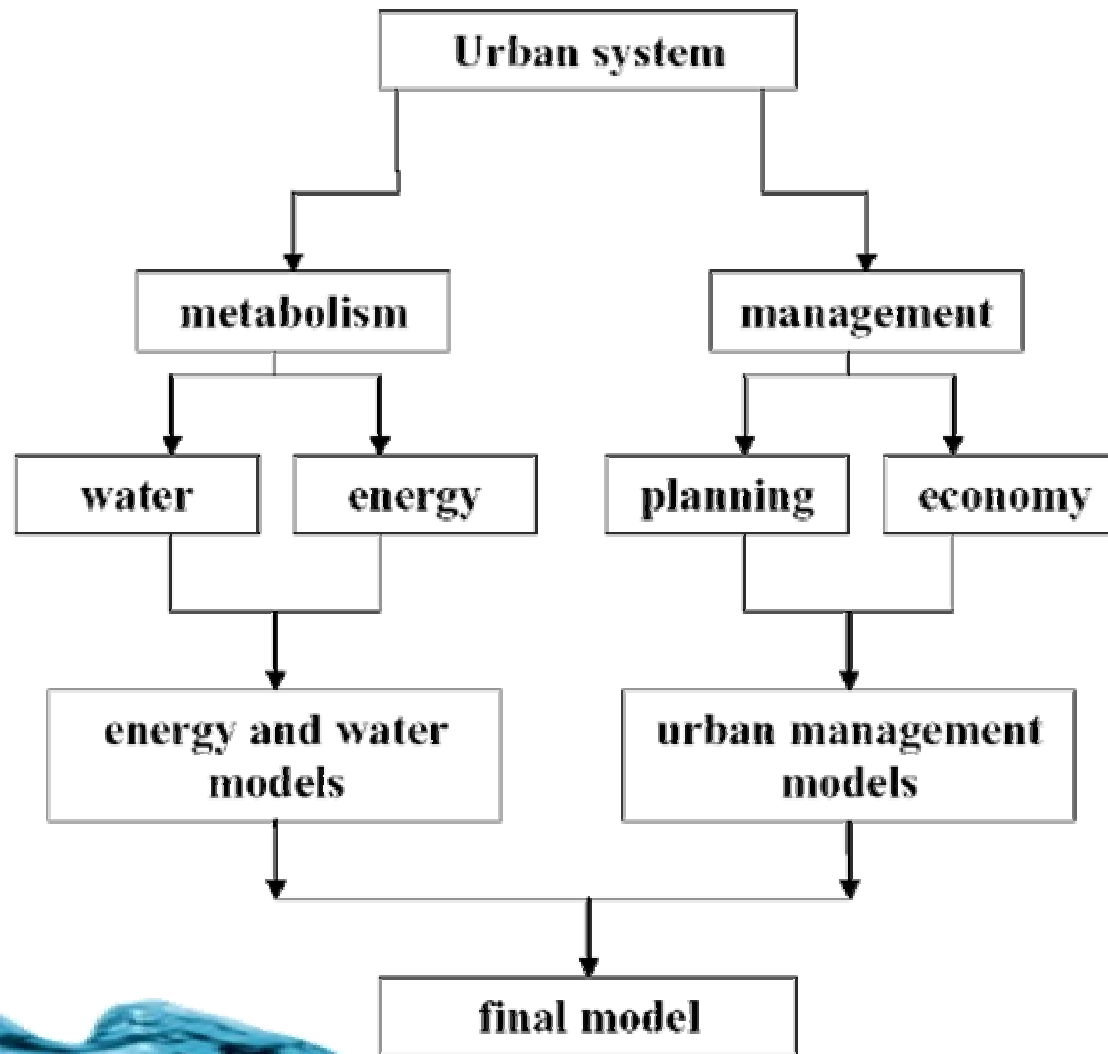 Urban system
metabolism
management
water
energy
planning
economy
energy and water
models
urban management
models
final model